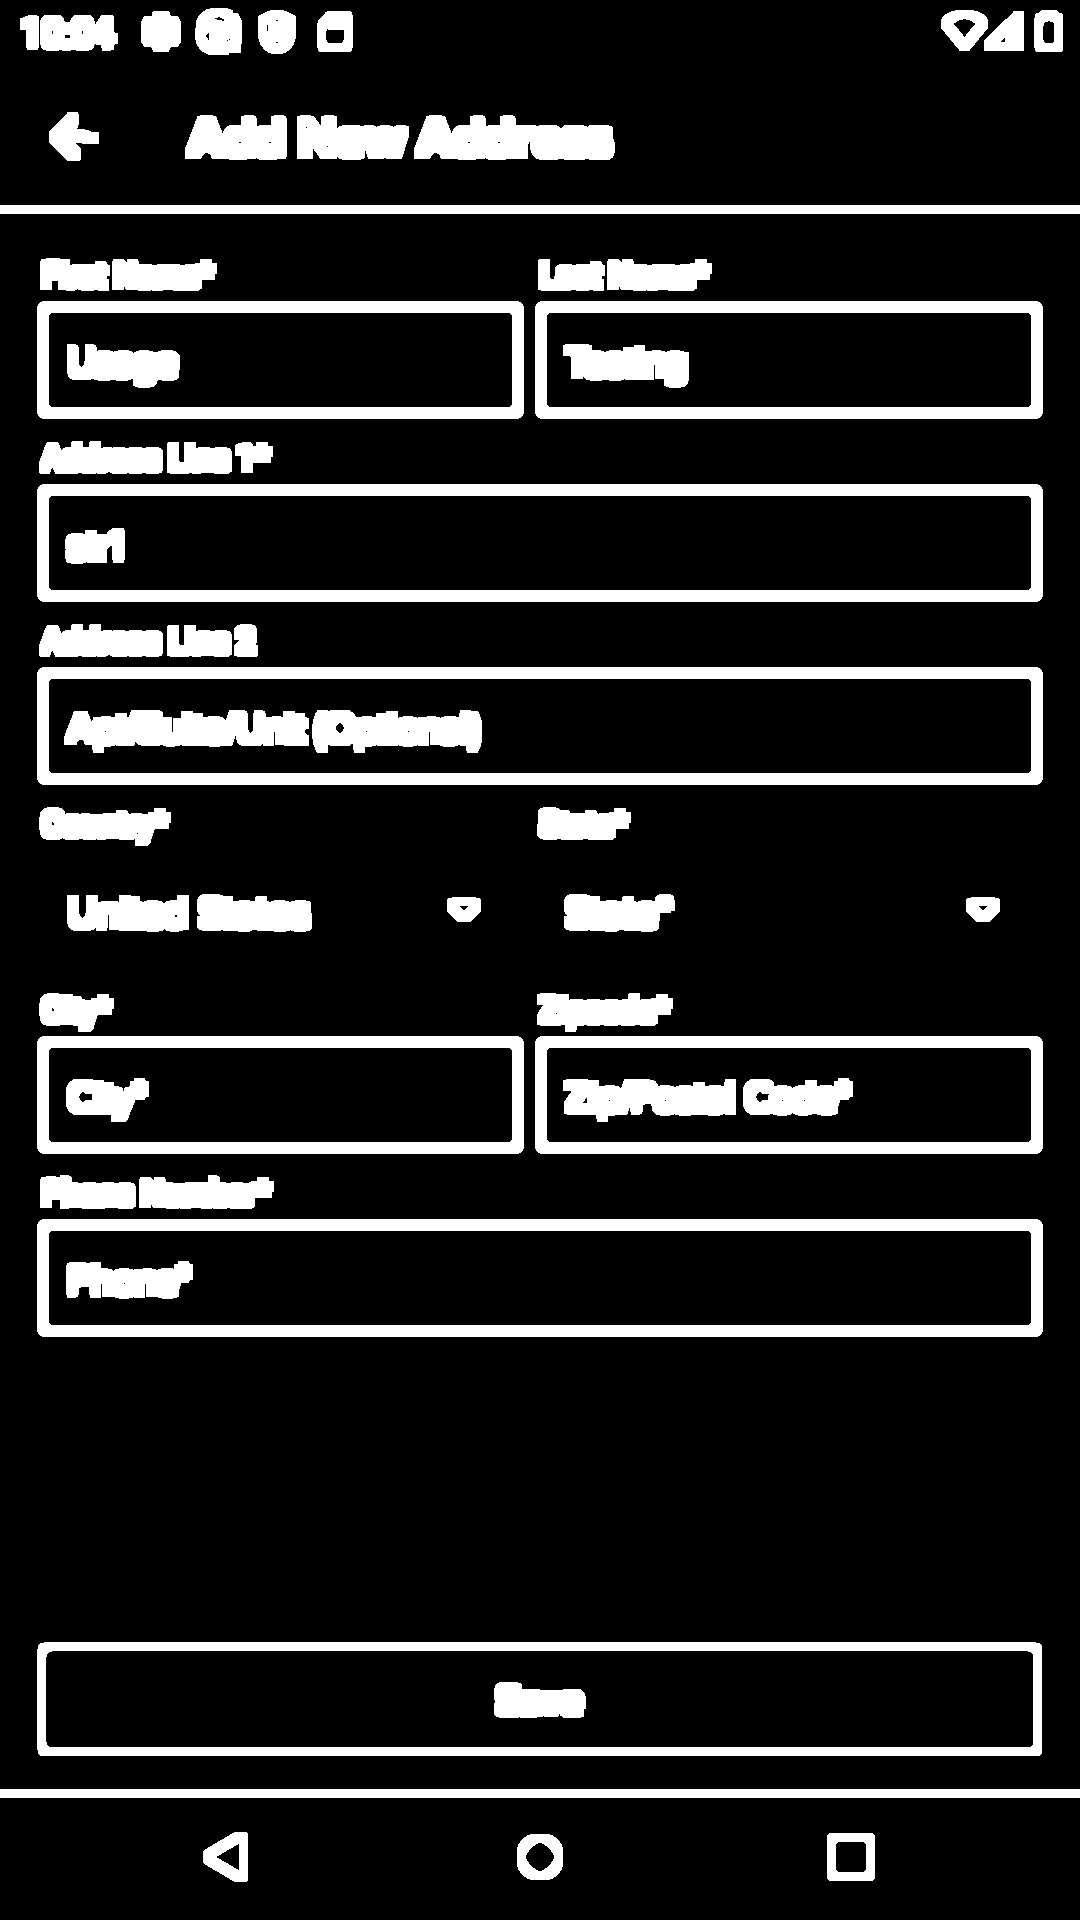 10:04
Add New Address
First Name*
Last Name*
Usage
Testing
Address Line 1*
str1
Address Line 2
Apt/Suite/Unit (Optional)
Country*
State*
United States
State*
City*
Zipcode*
City*
Zip/Postal Code*
Phone Number*
Phone*
Save